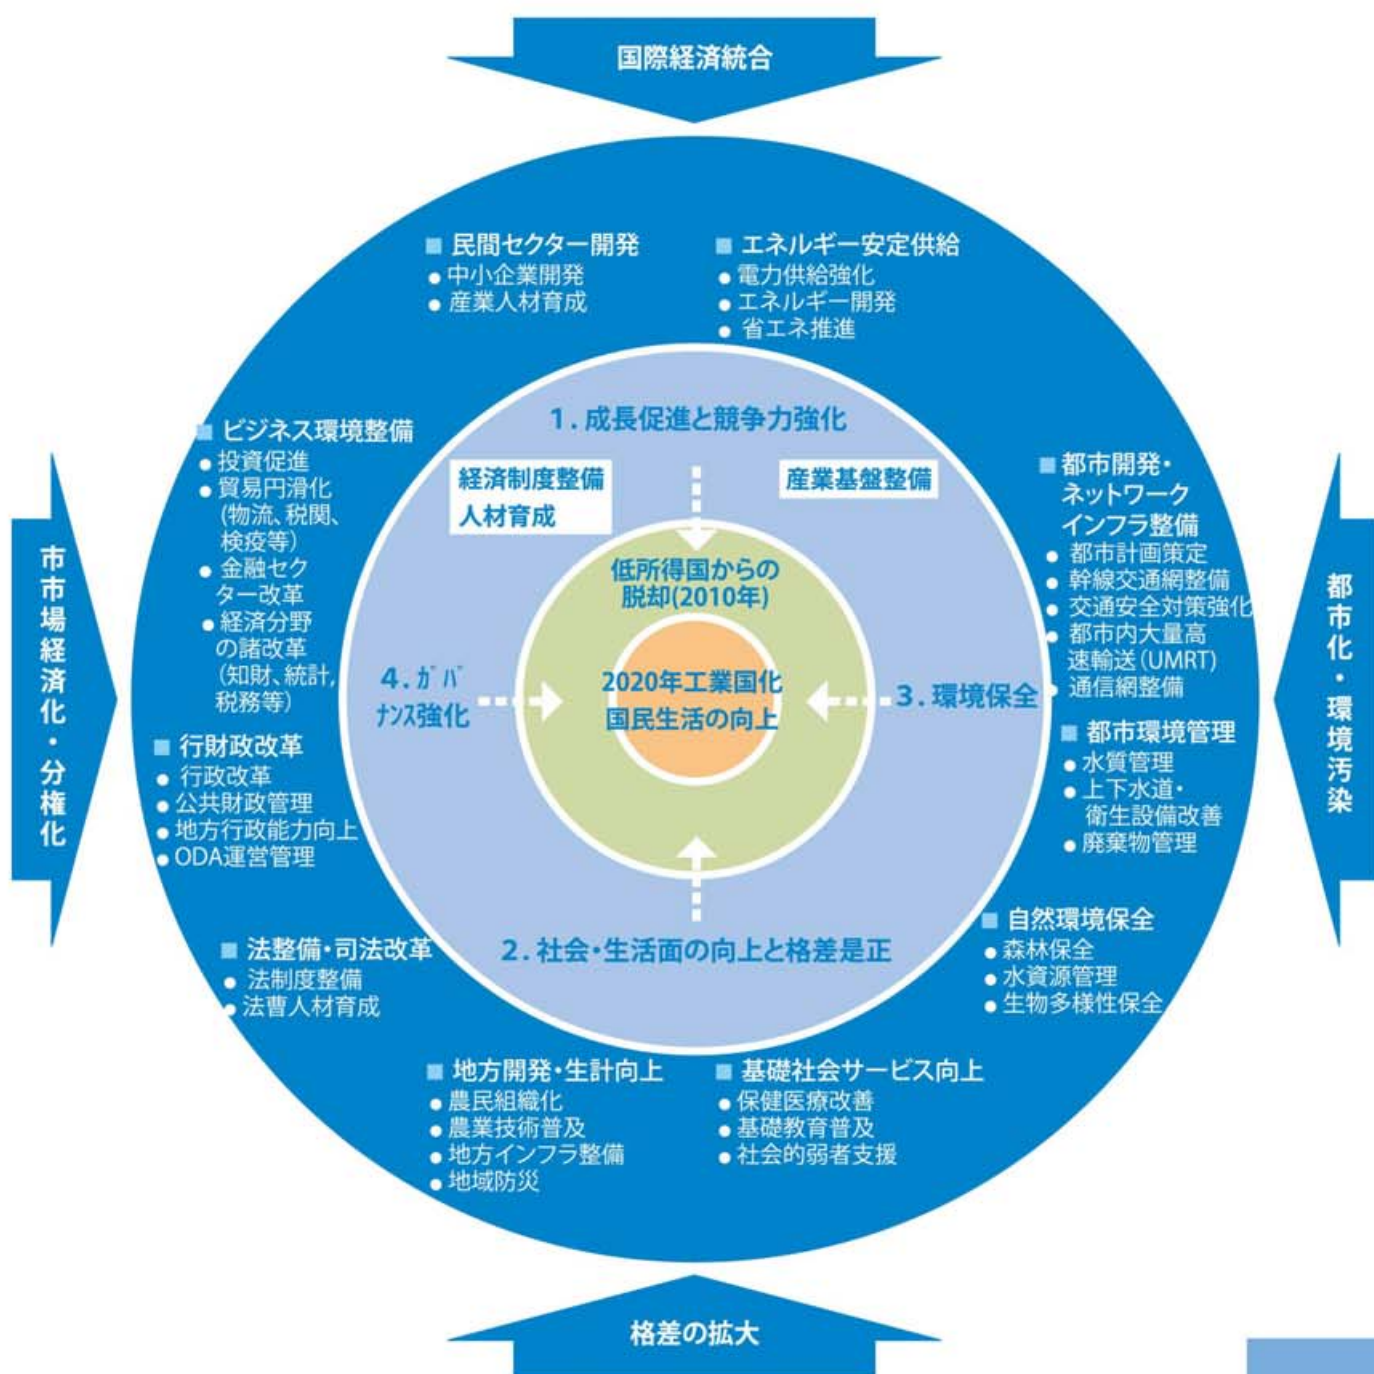 国際経済統合
■ 民間セクター開発
● 中小企業開発
● 産業人材育成
■ エネルギー安定供給
● 電力供給強化
● エネルギー開発
● 省エネ推進
1．成長促進と競争力強化
経済制度整備
人材育成
産業基盤整備
■ ビジネス環境整備
● 投資促進
● 貿易円滑化
(物流、税関、
検疫等)
● 金融セク
ター改革
● 経済分野
の諸改革
(知財、統計,
税務等)
■ 都市開発・
ネットワーク
インフラ整備
● 都市計画策定
● 幹線交通網整備
● 交通安全対策強化
● 都市内大量高
速輸送(UMRT)
● 通信網整備
市市場経済化・分権化
都市化・環境汚染
低所得国からの
脱却(2010年)
2020年工業国化
国民生活の向上
4．ｶﾞﾊﾞ
ﾅﾝｽ強化
3．環境保全
■ 行財政改革
● 行政改革
● 公共財政管理
● 地方行政能力向上
● ODA運営管理
■ 都市環境管理
● 水質管理
● 上下水道・
衛生設備改善
● 廃棄物管理
2．社会・生活面の向上と格差是正
■ 法整備・司法改革
● 法制度整備
● 法曹人材育成
■ 自然環境保全
● 森林保全
● 水資源管理
● 生物多様性保全
■ 地方開発・生計向上
● 農民組織化
● 農業技術普及
● 地方インフラ整備
● 地域防災
■ 基礎社会サービス向上
● 保健医療改善
● 基礎教育普及
● 社会的弱者支援
格差の拡大